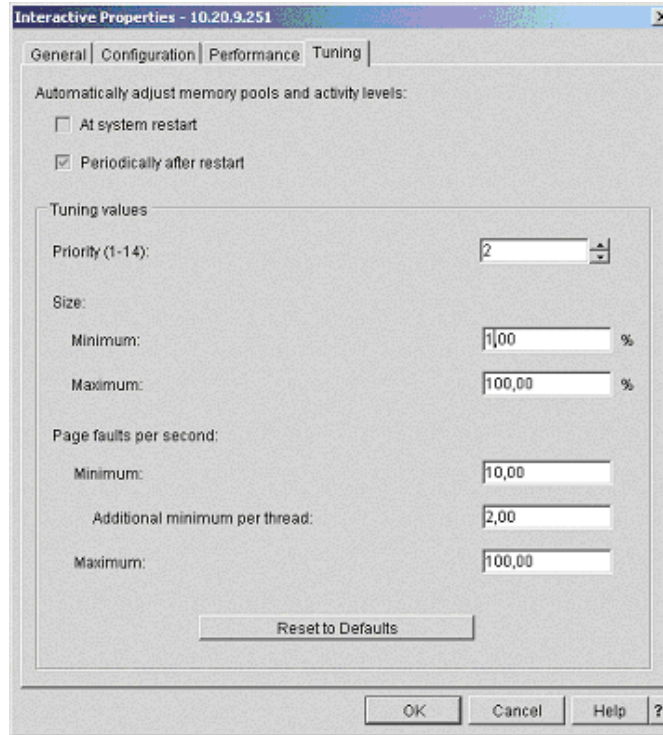 Interactive Properties - 10.20.9.251
General Configuration Performance Tuning
Automatically adjust memory pools and activity levels:
At system restart
Periodically after restart
Tuning values
Priority (1-14): 2
Size:
Minimum: 1,00 %
Maximum: 100,00 %
Page faults per second:
Minimum: 10,00
Additional minimum per thread: 2,00
Maximum: 100,00
Reset to Defaults
OK Cancel Help ?